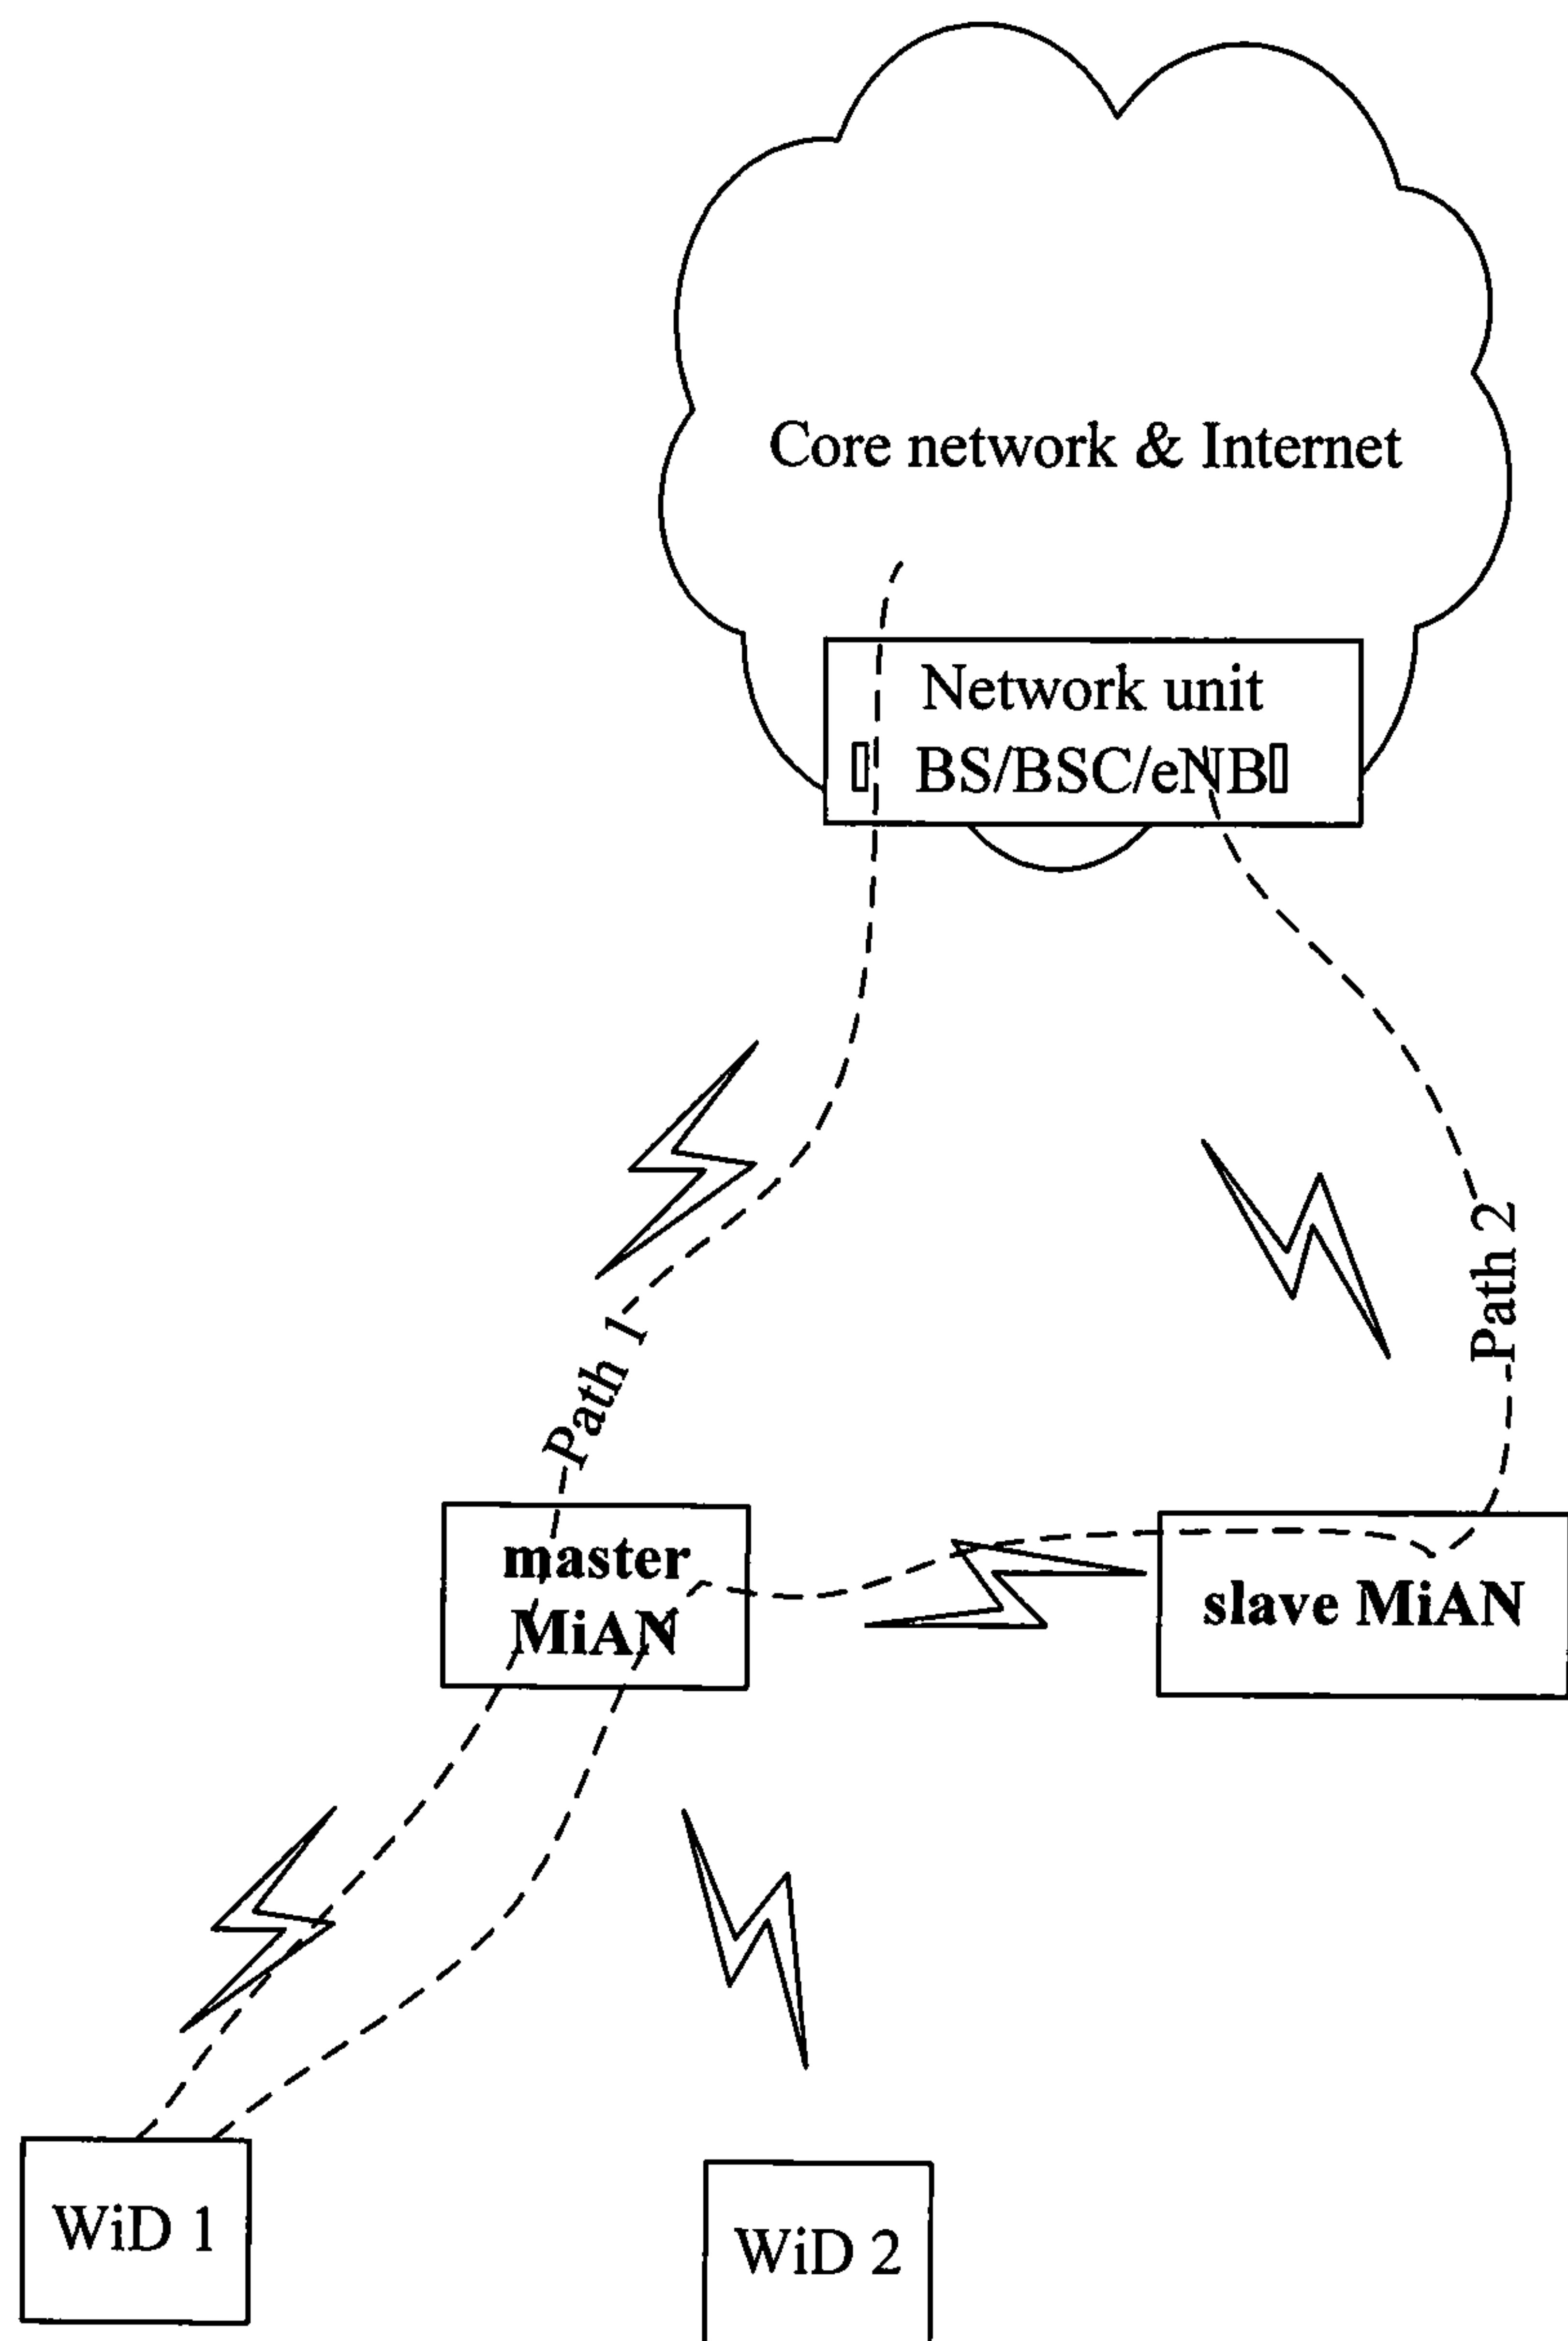 Core network & Internet
Network unit
BS/BSC/eNB
Path 1
Path 2
master
MiAN
slave MiAN
WiD 1
WiD 2